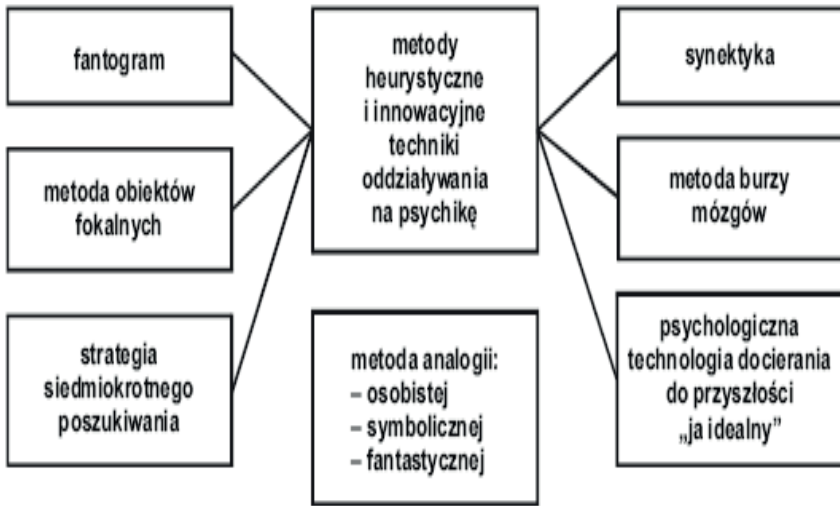 fantogram
metody
heurystyczne
i innowacyjne
techniki
oddziaływania
na psychikę
synektyka
metoda obiektów
fokalnych
metoda burzy
mózgów
strategia
siedmiokrotnego
poszukiwania
metoda analogii:
– osobistej
– symbolicznej
– fantastycznej
psychologiczna
technologia docierania
do przyszłości
„ja idealny”